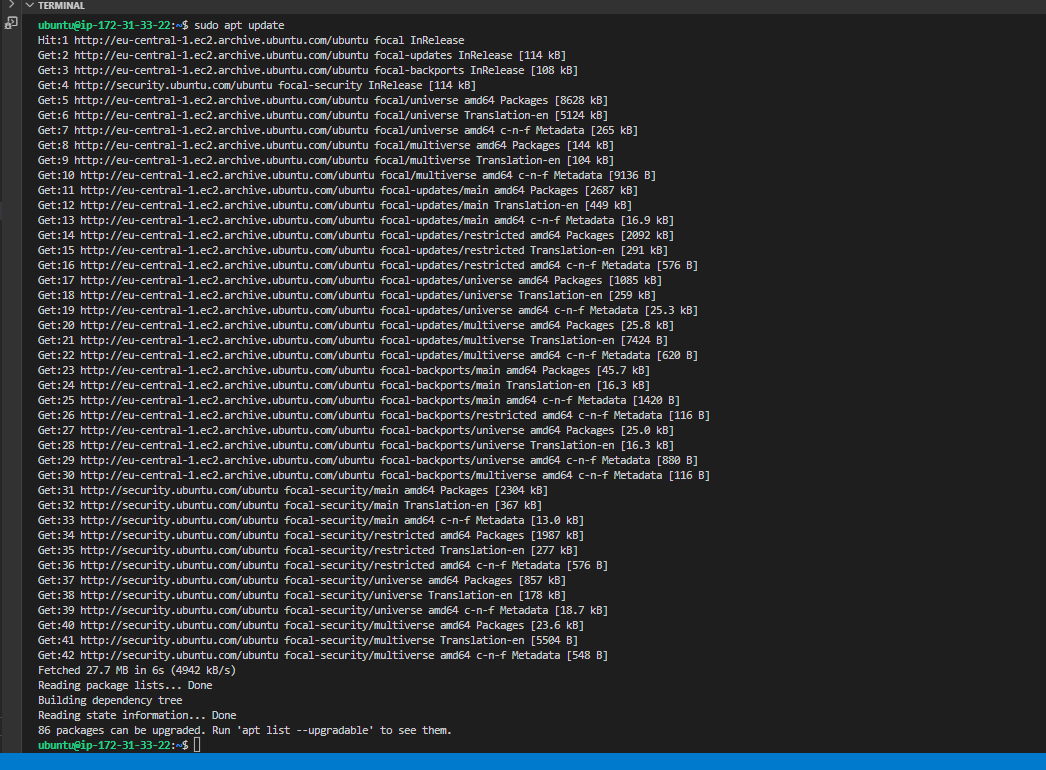 TERMINAL
ubuntu@ip-172-31-33-22:~$ sudo apt update
Hit:1 http://eu-central-1.ec2.archive.ubuntu.com/ubuntu focal InRelease
Get:2 http://eu-central-1.ec2.archive.ubuntu.com/ubuntu focal-updates InRelease [114 kB]
Get:3 http://eu-central-1.ec2.archive.ubuntu.com/ubuntu focal-backports InRelease [108 kB]
Get:4 http://security.ubuntu.com/ubuntu focal-security InRelease [114 kB]
Get:5 http://eu-central-1.ec2.archive.ubuntu.com/ubuntu focal/universe amd64 Packages [8628 kB]
Get:6 http://eu-central-1.ec2.archive.ubuntu.com/ubuntu focal/universe Translation-en [5124 kB]
Get:7 http://eu-central-1.ec2.archive.ubuntu.com/ubuntu focal/universe amd64 c-n-f Metadata [265 kB]
Get:8 http://eu-central-1.ec2.archive.ubuntu.com/ubuntu focal/multiverse amd64 Packages [144 kB]
Get:9 http://eu-central-1.ec2.archive.ubuntu.com/ubuntu focal/multiverse Translation-en [104 kB]
Get:10 http://eu-central-1.ec2.archive.ubuntu.com/ubuntu focal/multiverse amd64 c-n-f Metadata [9136 B]
Get:11 http://eu-central-1.ec2.archive.ubuntu.com/ubuntu focal-updates/main amd64 Packages [2687 kB]
Get:12 http://eu-central-1.ec2.archive.ubuntu.com/ubuntu focal-updates/main Translation-en [449 kB]
Get:13 http://eu-central-1.ec2.archive.ubuntu.com/ubuntu focal-updates/main amd64 c-n-f Metadata [16.9 kB]
Get:14 http://eu-central-1.ec2.archive.ubuntu.com/ubuntu focal-updates/restricted amd64 Packages [2092 kB]
Get:15 http://eu-central-1.ec2.archive.ubuntu.com/ubuntu focal-updates/restricted Translation-en [291 kB]
Get:16 http://eu-central-1.ec2.archive.ubuntu.com/ubuntu focal-updates/restricted amd64 c-n-f Metadata [576 B]
Get:17 http://eu-central-1.ec2.archive.ubuntu.com/ubuntu focal-updates/universe amd64 Packages [1085 kB]
Get:18 http://eu-central-1.ec2.archive.ubuntu.com/ubuntu focal-updates/universe Translation-en [259 kB]
Get:19 http://eu-central-1.ec2.archive.ubuntu.com/ubuntu focal-updates/universe amd64 c-n-f Metadata [25.3 kB]
Get:20 http://eu-central-1.ec2.archive.ubuntu.com/ubuntu focal-updates/multiverse amd64 Packages [25.8 kB]
Get:21 http://eu-central-1.ec2.archive.ubuntu.com/ubuntu focal-updates/multiverse Translation-en [7424 B]
Get:22 http://eu-central-1.ec2.archive.ubuntu.com/ubuntu focal-updates/multiverse amd64 c-n-f Metadata [620 B]
Get:23 http://eu-central-1.ec2.archive.ubuntu.com/ubuntu focal-backports/main amd64 Packages [45.7 kB]
Get:24 http://eu-central-1.ec2.archive.ubuntu.com/ubuntu focal-backports/main Translation-en [16.3 kB]
Get:25 http://eu-central-1.ec2.archive.ubuntu.com/ubuntu focal-backports/main amd64 c-n-f Metadata [1420 B]
Get:26 http://eu-central-1.ec2.archive.ubuntu.com/ubuntu focal-backports/restricted amd64 c-n-f Metadata [116 B]
Get:27 http://eu-central-1.ec2.archive.ubuntu.com/ubuntu focal-backports/universe amd64 Packages [25.0 kB]
Get:28 http://eu-central-1.ec2.archive.ubuntu.com/ubuntu focal-backports/universe Translation-en [16.3 kB]
Get:29 http://eu-central-1.ec2.archive.ubuntu.com/ubuntu focal-backports/universe amd64 c-n-f Metadata [880 B]
Get:30 http://eu-central-1.ec2.archive.ubuntu.com/ubuntu focal-backports/multiverse amd64 c-n-f Metadata [116 B]
Get:31 http://security.ubuntu.com/ubuntu focal-security/main amd64 Packages [2304 kB]
Get:32 http://security.ubuntu.com/ubuntu focal-security/main Translation-en [367 kB]
Get:33 http://security.ubuntu.com/ubuntu focal-security/main amd64 c-n-f Metadata [13.0 kB]
Get:34 http://security.ubuntu.com/ubuntu focal-security/restricted amd64 Packages [1987 kB]
Get:35 http://security.ubuntu.com/ubuntu focal-security/restricted Translation-en [277 kB]
Get:36 http://security.ubuntu.com/ubuntu focal-security/restricted amd64 c-n-f Metadata [576 B]
Get:37 http://security.ubuntu.com/ubuntu focal-security/universe amd64 Packages [857 kB]
Get:38 http://security.ubuntu.com/ubuntu focal-security/universe Translation-en [178 kB]
Get:39 http://security.ubuntu.com/ubuntu focal-security/universe amd64 c-n-f Metadata [18.7 kB]
Get:40 http://security.ubuntu.com/ubuntu focal-security/multiverse amd64 Packages [23.6 kB]
Get:41 http://security.ubuntu.com/ubuntu focal-security/multiverse Translation-en [5504 B]
Get:42 http://security.ubuntu.com/ubuntu focal-security/multiverse amd64 c-n-f Metadata [548 B]
Fetched 27.7 MB in 6s (4942 kB/s)
Reading package lists... Done
Building dependency tree
Reading state information... Done
86 packages can be upgraded. Run 'apt list --upgradable' to see them.
ubuntu@ip-172-31-33-22:~$